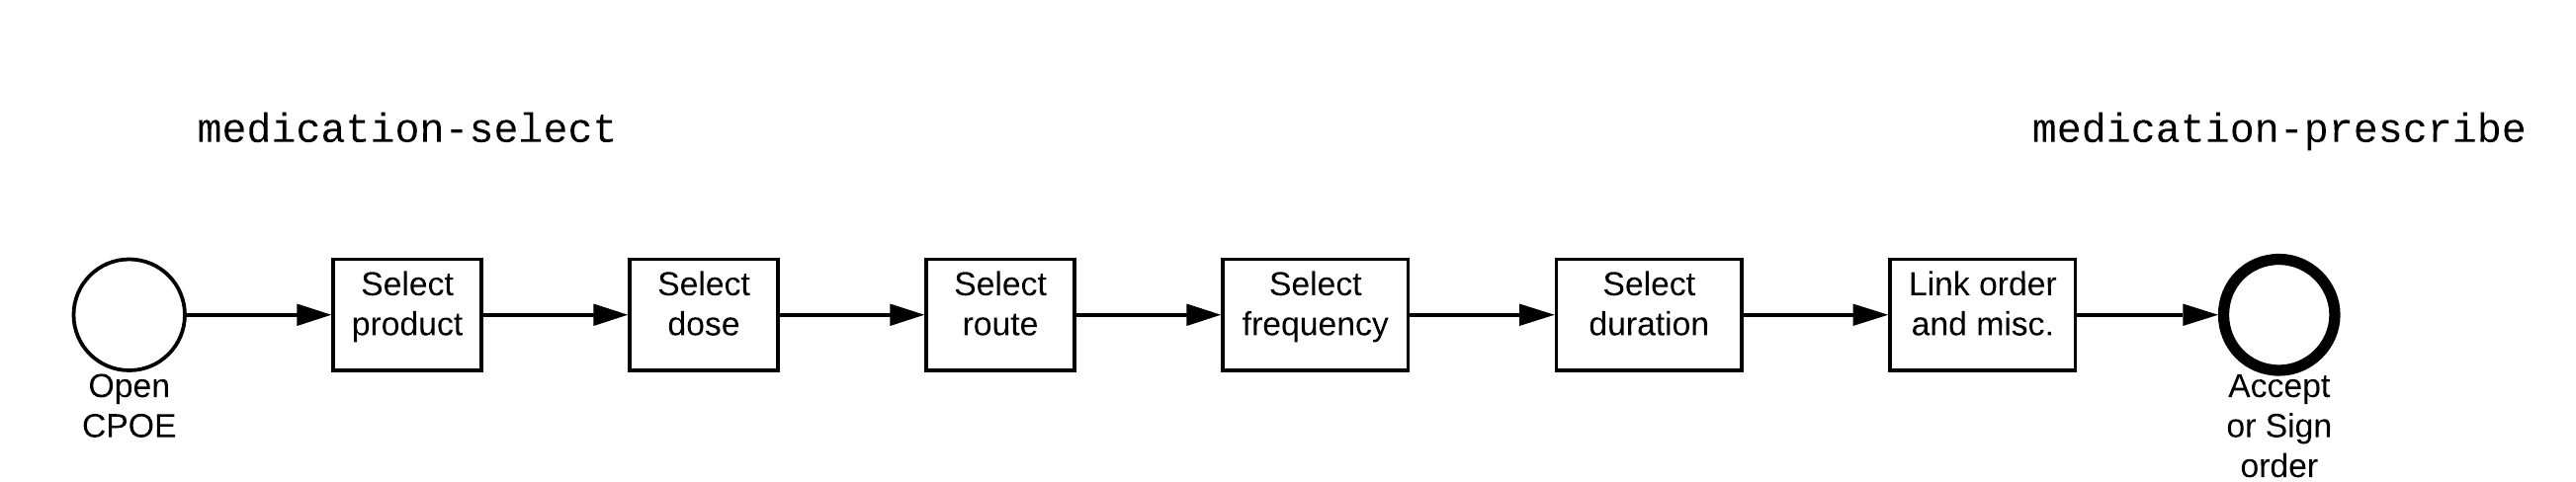 medication-select
medication-prescribe
Select
product
Select
dose
Select
route
Select
frequency
Select
duration
Link order
and misc.
Open
CPOE
Accept
or Sign
order